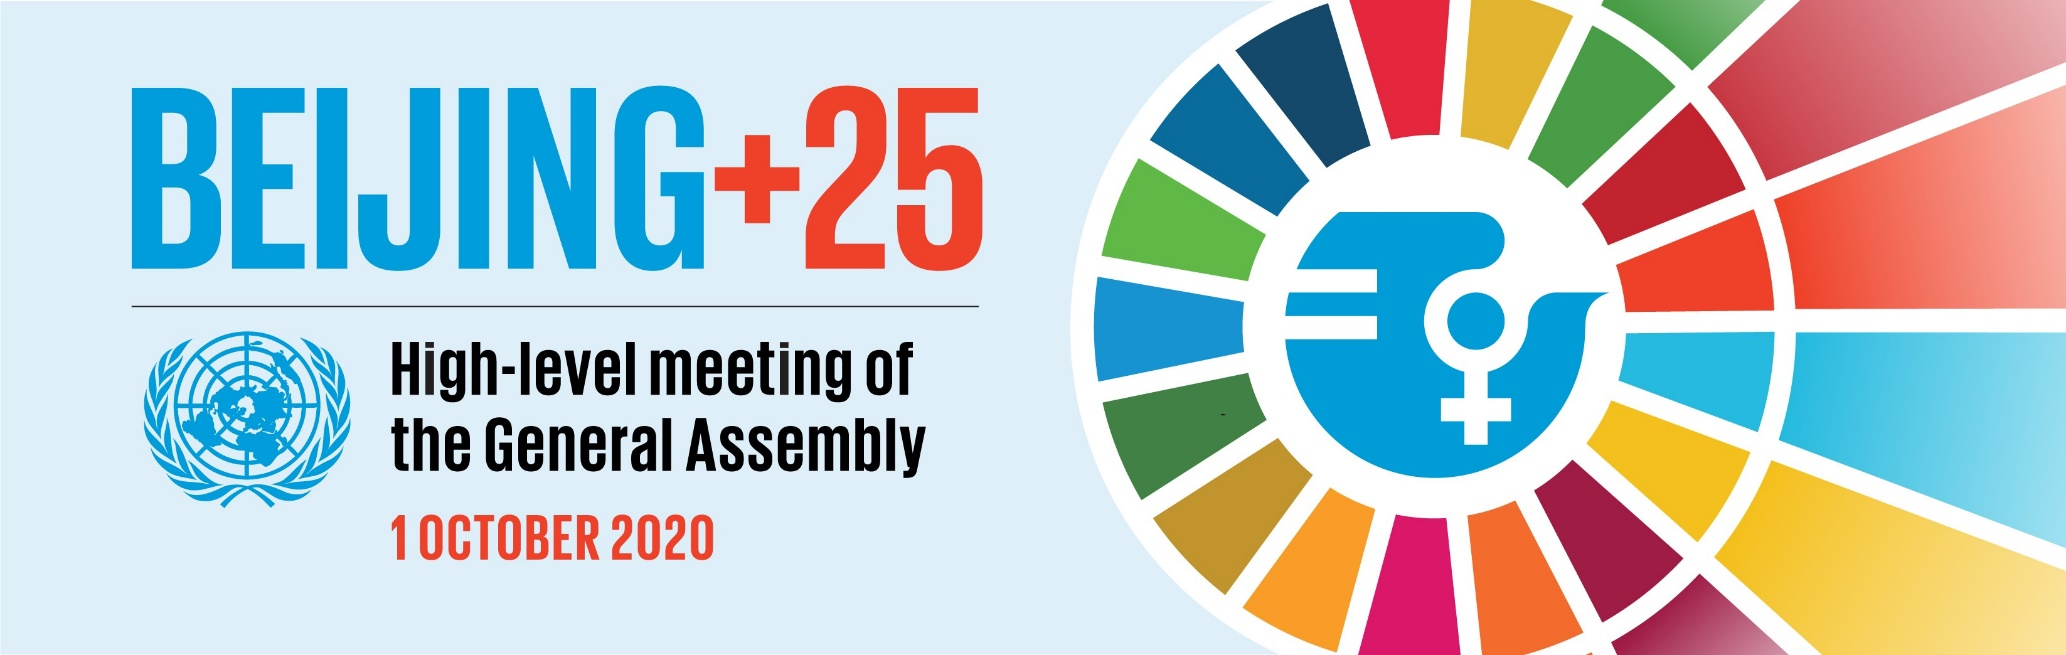 BEIJING+25
High-level meeting of
the General Assembly
1 OCTOBER 2020